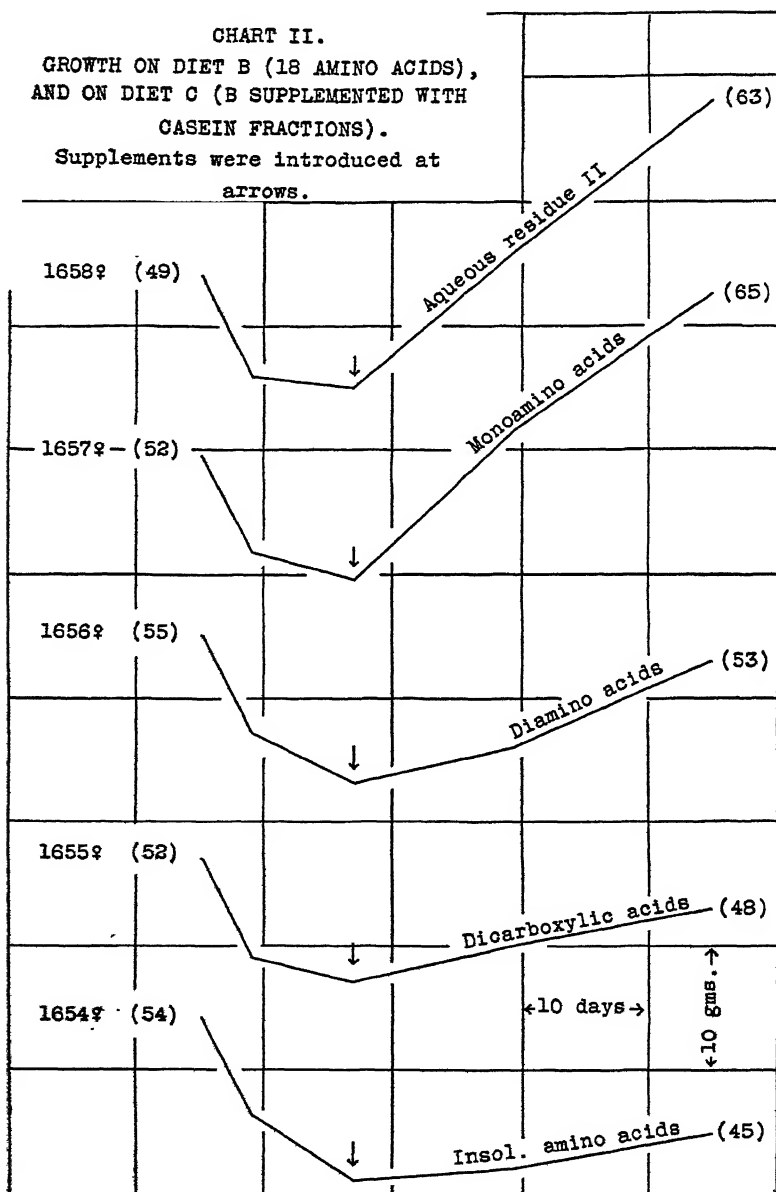 CHART II.
GROWTH ON DIET B (18 AMINO ACIDS),
AND ON DIET C (B SUPPLEMENTED WITH
CASEIN FRACTIONS).
Supplements were introduced at
arrows.
(63)
Aqueous residue II
1658♀ (49)
↓
(65)
Monoamino acids
1657♀ (52)
↓
1656♀ (55)
(53)
Diamino acids
↓
1655♀ (52)
(48)
Dicarboxylic acids
↓
←10 days→
←10 gms.→
1654♀ (54)
(45)
Insol. amino acids
↓